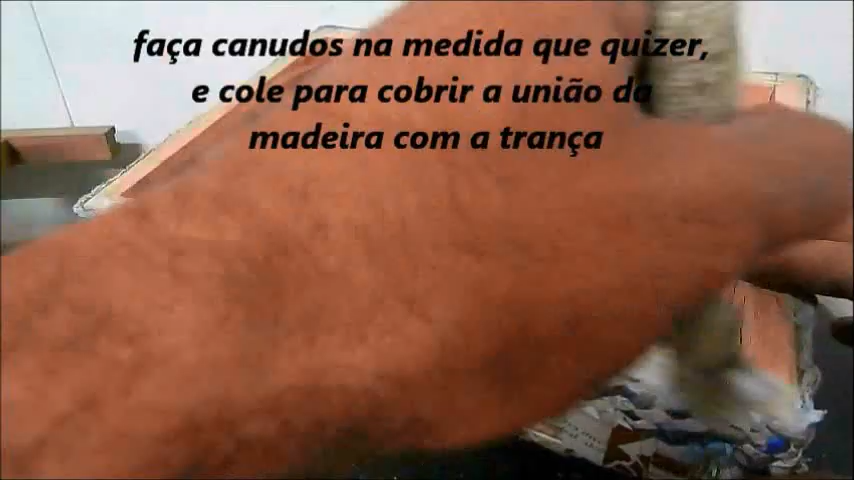 faça canudos na medida que quizer,
e cole para cobrir a união da
madeira com a trança